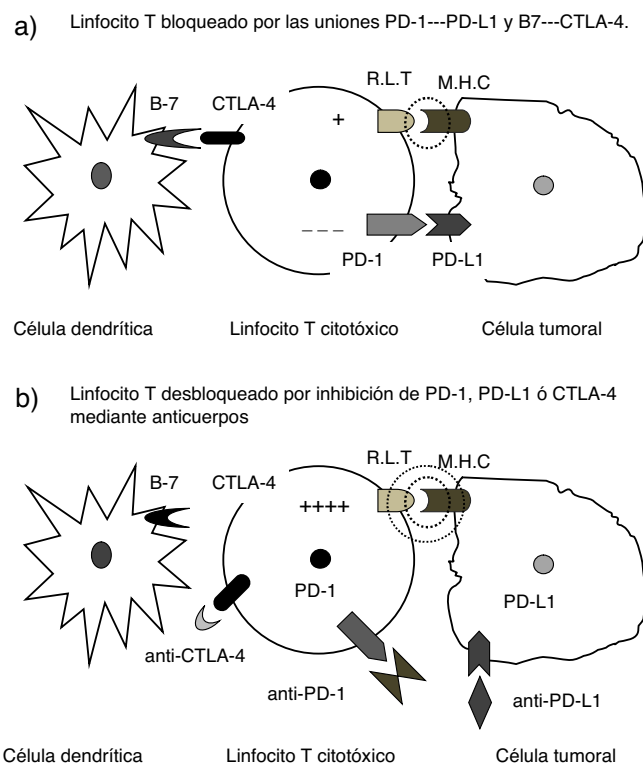 a) Linfocito T bloqueado por las uniones PD-1---PD-L1 y B7---CTLA-4.
R.L.T M.H.C
B-7 CTLA-4
+
_ _ _
PD-1 PD-L1
Célula dendrítica Linfocito T citotóxico Célula tumoral
b) Linfocito T desbloqueado por inhibición de PD-1, PD-L1 ó CTLA-4
mediante anticuerpos
R.L.T M.H.C
B-7 CTLA-4
++++
PD-1 PD-L1
anti-CTLA-4
anti-PD-1 anti-PD-L1
Célula dendrítica Linfocito T citotóxico Célula tumoral